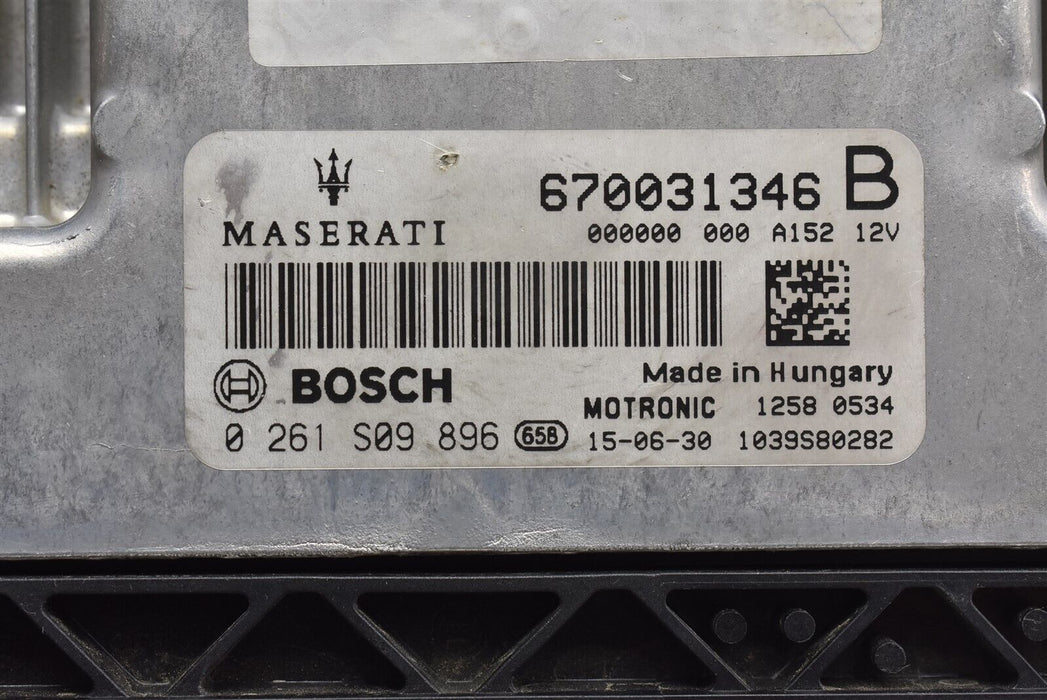 670031346 B
MASERATI
000000 000 A152 12V
Made in Hungary
BOSCH
MOTRONIC 1258 0534
0 261 S09 896 658 15-06-30 1039S80282